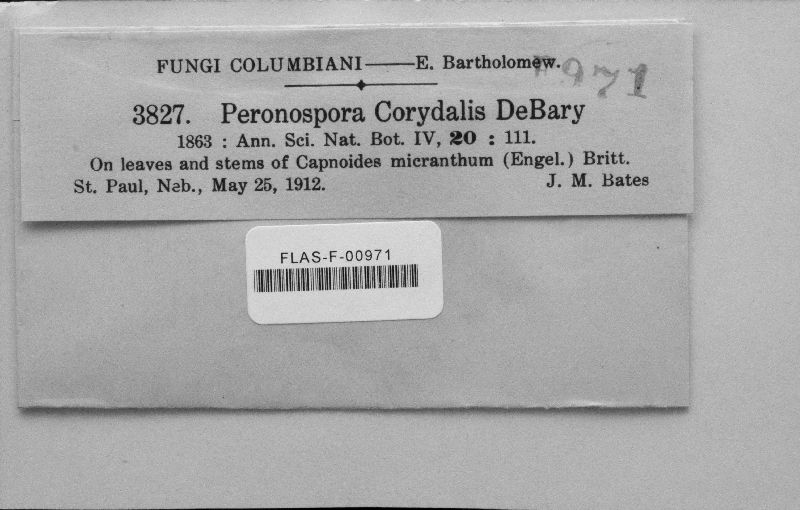 FUNGI COLUMBIANI——E. Bartholomew.
F971
3827. Peronospora Corydalis DeBary
1863 : Ann. Sci. Nat. Bot. IV, 20 : 111.
On leaves and stems of Capnoides micranthum (Engel.) Britt.
St. Paul, Neb., May 25, 1912. J. M. Bates
FLAS-F-00971